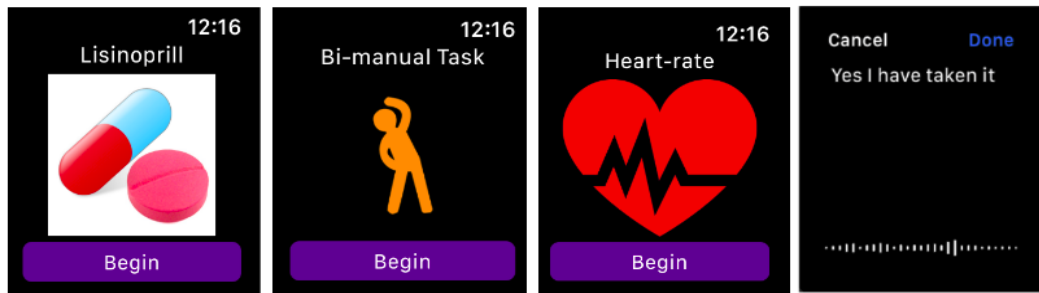 12:16
Lisinoprill
Begin
12:16
Bi-manual Task
Begin
12:16
Heart-rate
Begin
Cancel Done
Yes I have taken it